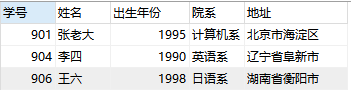 学号 姓名 出生年份 院系 地址
901 张老大 1995 计算机系 北京市海淀区
904 李四 1990 英语系 辽宁省阜新市
906 王六 1998 日语系 湖南省衡阳市